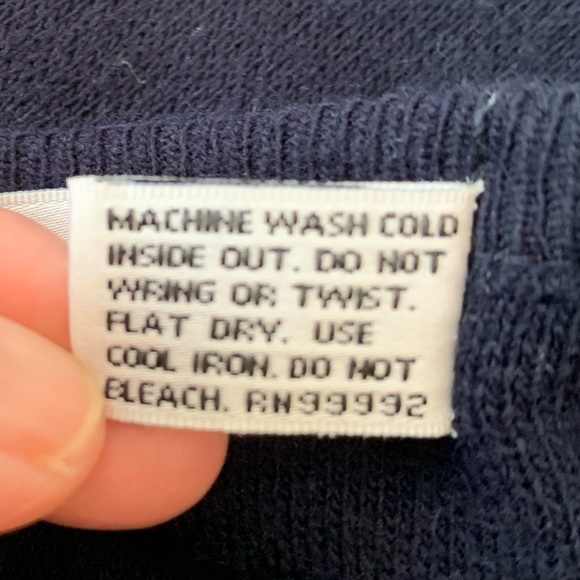 MACHINE WASH COLD
INSIDE OUT. DO NOT
WRING OR TWIST.
FLAT DRY. USE
COOL IRON. DO NOT
BLEACH. RN99992